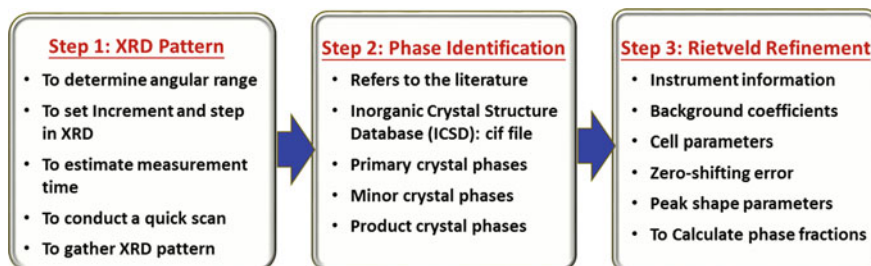 Step 1: XRD Pattern
• To determine angular range
• To set Increment and step
in XRD
• To estimate measurement
time
• To conduct a quick scan
• To gather XRD pattern
Step 2: Phase Identification
• Refers to the literature
• Inorganic Crystal Structure
Database (ICSD): cif file
• Primary crystal phases
• Minor crystal phases
• Product crystal phases
Step 3: Rietveld Refinement
• Instrument information
• Background coefficients
• Cell parameters
• Zero-shifting error
• Peak shape parameters
• To Calculate phase fractions